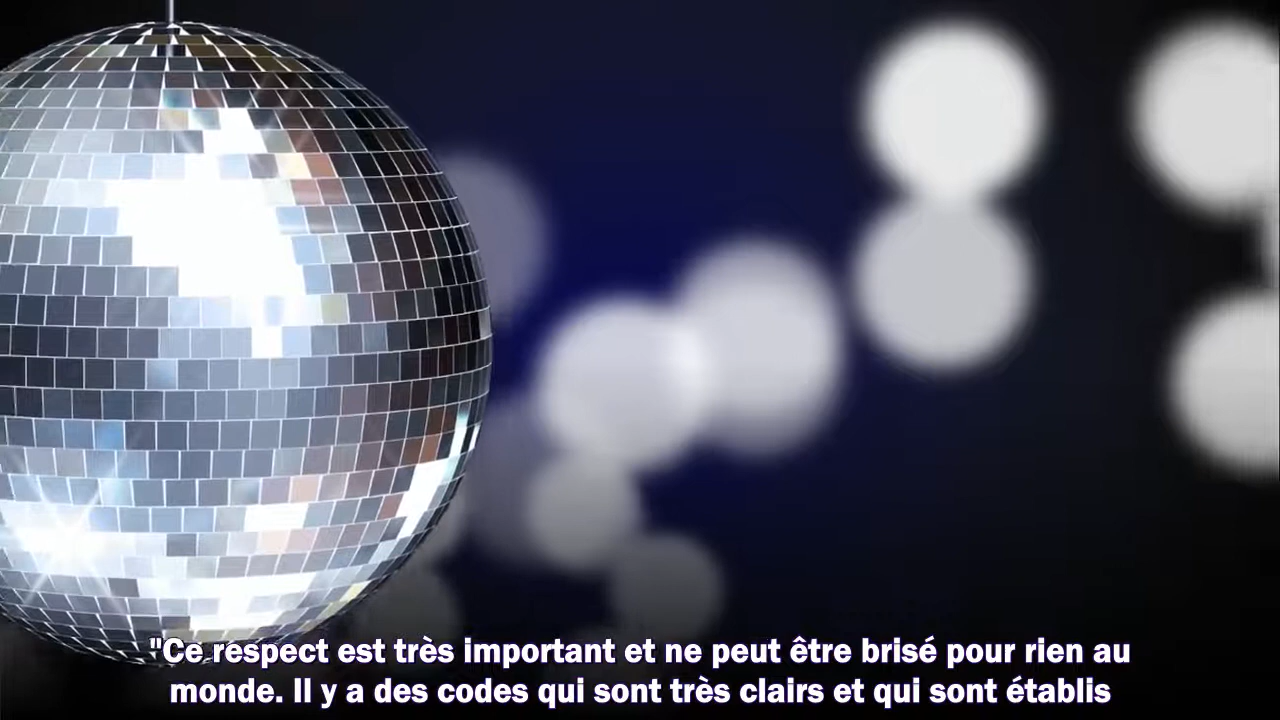 "Ce respect est très important et ne peut être brisé pour rien au
monde. Il y a des codes qui sont très clairs et qui sont établis